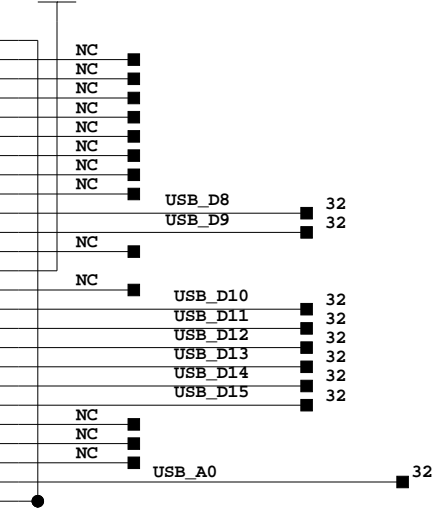 NC
NC
NC
NC
NC
NC
NC
NC
USB_D8 32
USB_D9 32
NC
NC
USB_D10 32
USB_D11 32
USB_D12 32
USB_D13 32
USB_D14 32
USB_D15 32
NC
NC
NC
USB_A0 32